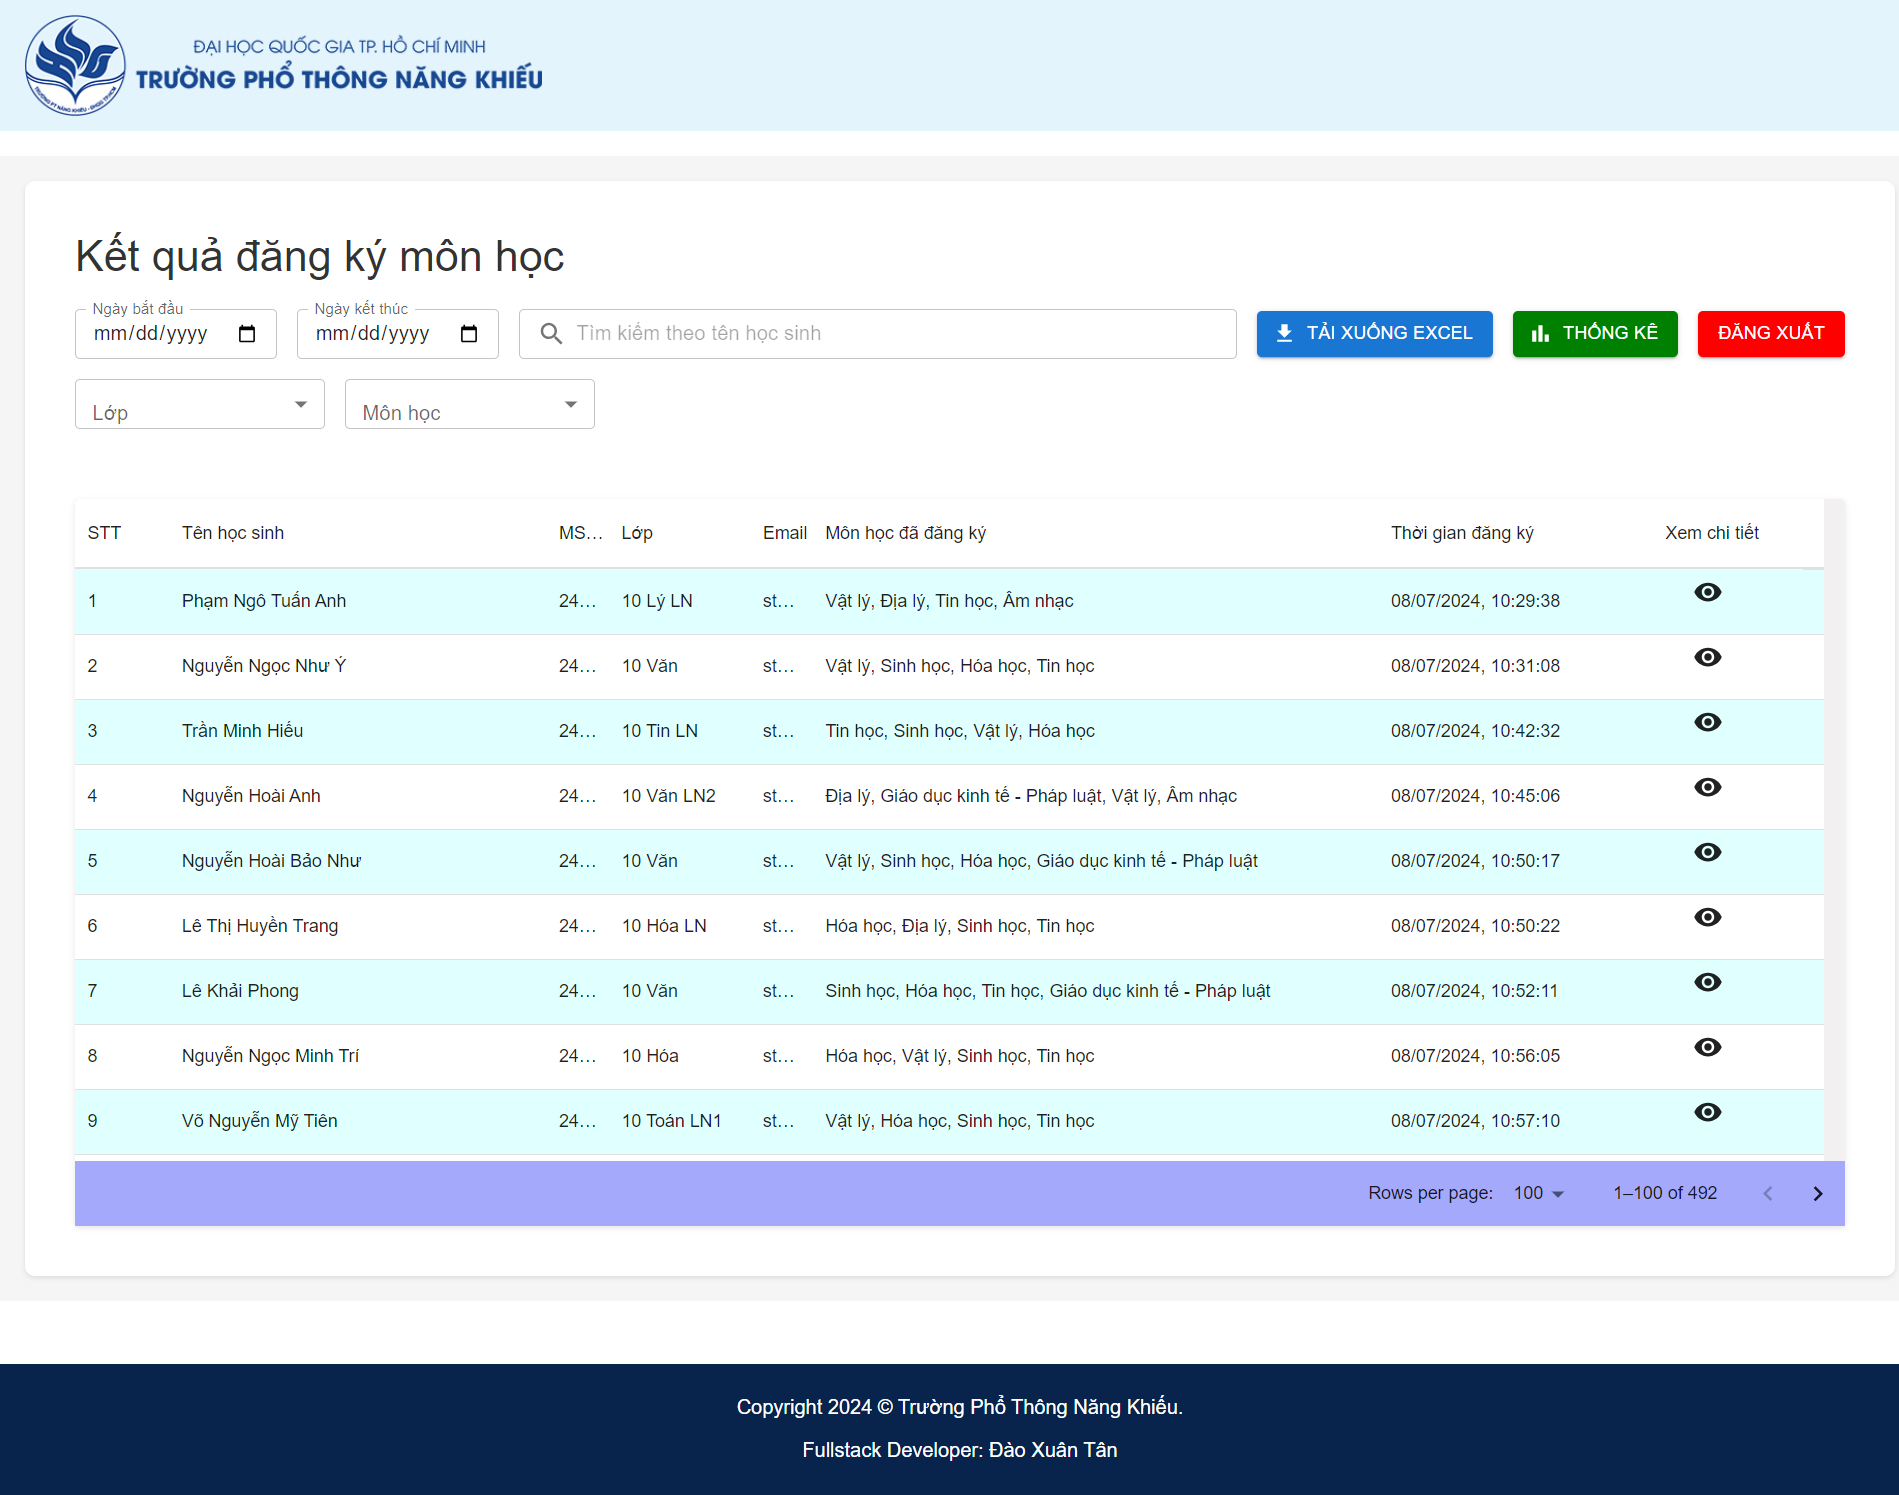 ĐẠI HỌC QUỐC GIA TP. HỒ CHÍ MINH
TRƯỜNG PHỔ THÔNG NĂNG KHIẾU
TRƯỜNG PT NĂNG KHIẾU - ĐHQG TP.HCM
Kết quả đăng ký môn học
Ngày bắt đầu Ngày kết thúc
mm/dd/yyyy mm/dd/yyyy Tìm kiếm theo tên học sinh TẢI XUỐNG EXCEL THỐNG KÊ ĐĂNG XUẤT
Lớp Môn học
STT Tên học sinh MS... Lớp Email Môn học đã đăng ký Thời gian đăng ký Xem chi tiết
1 Phạm Ngô Tuấn Anh 24... 10 Lý LN st... Vật lý, Địa lý, Tin học, Âm nhạc 08/07/2024, 10:29:38
2 Nguyễn Ngọc Như Ý 24... 10 Văn st... Vật lý, Sinh học, Hóa học, Tin học 08/07/2024, 10:31:08
3 Trần Minh Hiếu 24... 10 Tin LN st... Tin học, Sinh học, Vật lý, Hóa học 08/07/2024, 10:42:32
4 Nguyễn Hoài Anh 24... 10 Văn LN2 st... Địa lý, Giáo dục kinh tế - Pháp luật, Vật lý, Âm nhạc 08/07/2024, 10:45:06
5 Nguyễn Hoài Bảo Như 24... 10 Văn st... Vật lý, Sinh học, Hóa học, Giáo dục kinh tế - Pháp luật 08/07/2024, 10:50:17
6 Lê Thị Huyền Trang 24... 10 Hóa LN st... Hóa học, Địa lý, Sinh học, Tin học 08/07/2024, 10:50:22
7 Lê Khải Phong 24... 10 Văn st... Sinh học, Hóa học, Tin học, Giáo dục kinh tế - Pháp luật 08/07/2024, 10:52:11
8 Nguyễn Ngọc Minh Trí 24... 10 Hóa st... Hóa học, Vật lý, Sinh học, Tin học 08/07/2024, 10:56:05
9 Võ Nguyễn Mỹ Tiên 24... 10 Toán LN1 st... Vật lý, Hóa học, Sinh học, Tin học 08/07/2024, 10:57:10
Rows per page: 100 1–100 of 492
Copyright 2024 © Trường Phổ Thông Năng Khiếu.
Fullstack Developer: Đào Xuân Tân